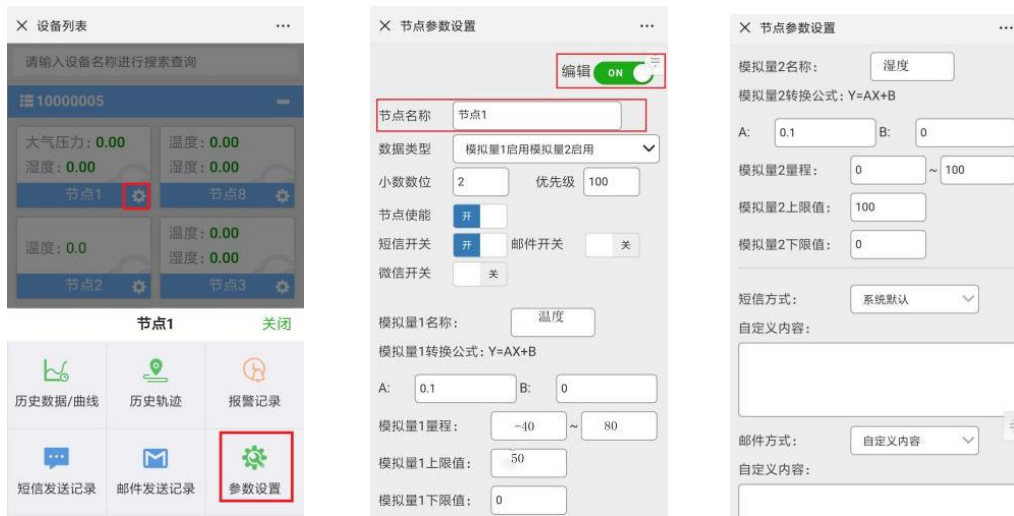 × 设备列表 ...
请输入设备名称进行搜索查询
10000005
大气压力: 0.00 温度: 0.00
湿度: 0.00 湿度: 0.00
节点1 节点8
温度: 0.0 温度: 0.00
湿度: 0.00
节点2 节点3
节点1 关闭
历史数据/曲线 历史轨迹 报警记录
短信发送记录 邮件发送记录 参数设置
× 节点参数设置 ...
编辑 ON
节点名称 节点1
数据类型 模拟量1启用模拟量2启用
小数数位 2 优先级 100
节点使能 开
短信开关 开 邮件开关 关
微信开关 关
模拟量1名称: 温度
模拟量1转换公式: Y=AX+B
A: 0.1 B: 0
模拟量1量程: -40 ~ 80
模拟量1上限值: 50
模拟量1下限值: 0
× 节点参数设置 ...
模拟量2名称: 湿度
模拟量2转换公式: Y=AX+B
A: 0.1 B: 0
模拟量2量程: 0 ~ 100
模拟量2上限值: 100
模拟量2下限值: 0
短信方式: 系统默认
自定义内容:
邮件方式: 自定义内容
自定义内容: